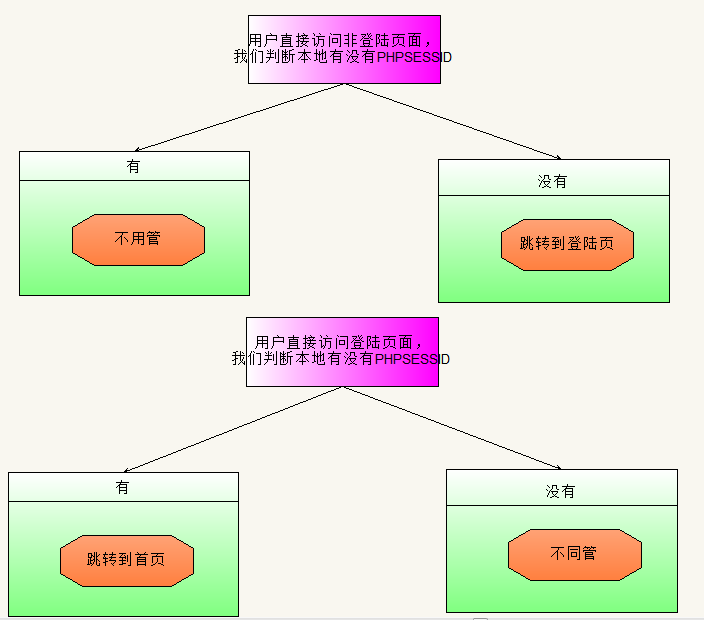 用户直接访问非登陆页面，
我们判断本地有没有PHPSESSID
有
没有
不用管
跳转到登陆页
用户直接访问登陆页面，
我们判断本地有没有PHPSESSID
有
没有
跳转到首页
不同管